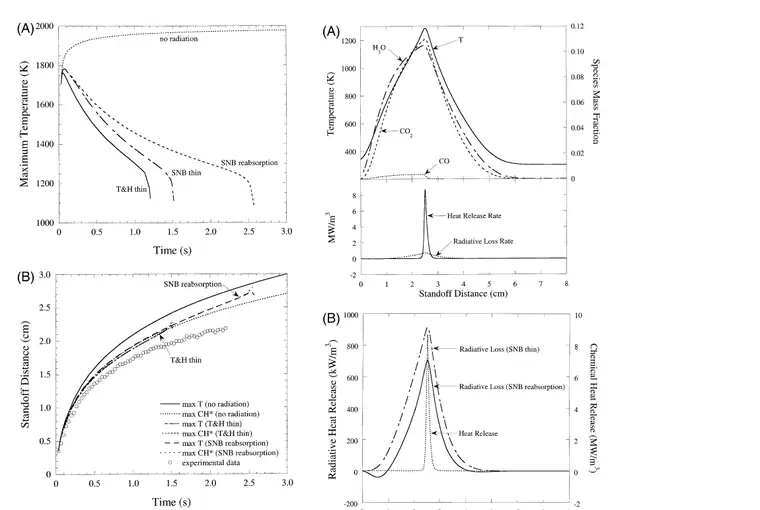 (A)
2000
1800
1600
1400
1200
1000
Maximum Temperature (K)
no radiation
SNB reabsorption
SNB thin
T&H thin
0 0.5 1.0 1.5 2.0 2.5 3.0
Time (s)
(B)
3.0
2.5
2.0
1.5
1.0
0.5
0
Standoff Distance (cm)
SNB reabsorption
T&H thin
max T (no radiation)
max CH* (no radiation)
max T (T&H thin)
max CH* (T&H thin)
max T (SNB reabsorption)
max CH* (SNB reabsorption)
experimental data
0 0.5 1.0 1.5 2.0 2.5 3.0
Time (s)
(A)
1200
1000
800
600
400
Temperature (K)
H2O
T
CO2
CO
0.12
0.10
0.08
0.06
0.04
0.02
0
Species Mass Fraction
8
6
4
2
0
-2
MW/m3
Heat Release Rate
Radiative Loss Rate
0 1 2 3 4 5 6 7 8
Standoff Distance (cm)
(B)
1000
800
600
400
200
0
-200
Radiative Heat Release (kW/m3)
Radiative Loss (SNB thin)
Radiative Loss (SNB reabsorption)
Heat Release
10
8
6
4
2
0
-2
Chemical Heat Release (MW/m3)